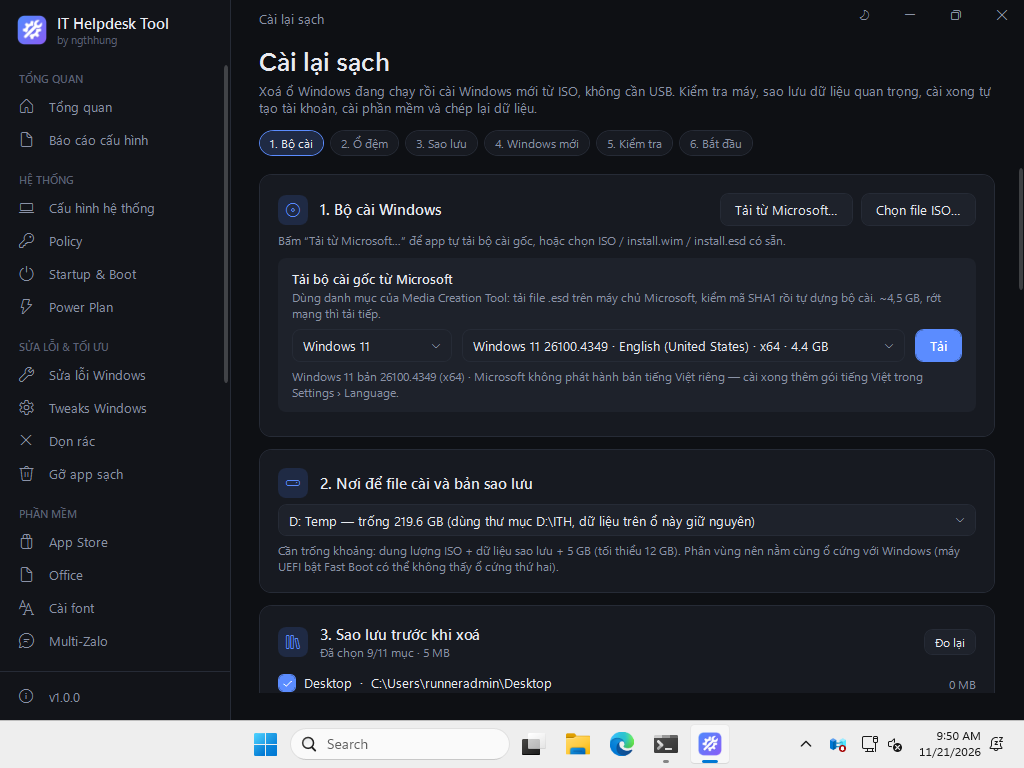 IT Helpdesk Tool
by ngthhung
TỔNG QUAN
Tổng quan
Báo cáo cấu hình
HỆ THỐNG
Cấu hình hệ thống
Policy
Startup & Boot
Power Plan
SỬA LỖI & TỐI ƯU
Sửa lỗi Windows
Tweaks Windows
Dọn rác
Gỡ app sạch
PHẦN MỀM
App Store
Office
Cài font
Multi-Zalo
v1.0.0
Cài lại sạch
Cài lại sạch
Xoá ổ Windows đang chạy rồi cài Windows mới từ ISO, không cần USB. Kiểm tra máy, sao lưu dữ liệu quan trọng, cài xong tự
tạo tài khoản, cài phần mềm và chép lại dữ liệu.
1. Bộ cài
2. Ổ đệm
3. Sao lưu
4. Windows mới
5. Kiểm tra
6. Bắt đầu
1. Bộ cài Windows
Tải từ Microsoft...
Chọn file ISO...
Bấm “Tải từ Microsoft...” để app tự tải bộ cài gốc, hoặc chọn ISO / install.wim / install.esd có sẵn.
Tải bộ cài gốc từ Microsoft
Dùng danh mục của Media Creation Tool: tải file .esd trên máy chủ Microsoft, kiểm mã SHA1 rồi tự dựng bộ cài. ~4,5 GB, rớt
mạng thì tải tiếp.
Windows 11
Windows 11 26100.4349 · English (United States) · x64 · 4.4 GB
Tải
Windows 11 bản 26100.4349 (x64) · Microsoft không phát hành bản tiếng Việt riêng — cài xong thêm gói tiếng Việt trong
Settings › Language.
2. Nơi để file cài và bản sao lưu
D: Temp — trống 219.6 GB (dùng thư mục D:\ITH, dữ liệu trên ổ này giữ nguyên)
Cần trống khoảng: dung lượng ISO + dữ liệu sao lưu + 5 GB (tối thiểu 12 GB). Phân vùng nên nằm cùng ổ cứng với Windows (máy
UEFI bật Fast Boot có thể không thấy ổ cứng thứ hai).
3. Sao lưu trước khi xoá
Đã chọn 9/11 mục · 5 MB
Đo lại
Desktop · C:\Users\runneradmin\Desktop
0 MB
Search
9:50 AM
11/21/2026